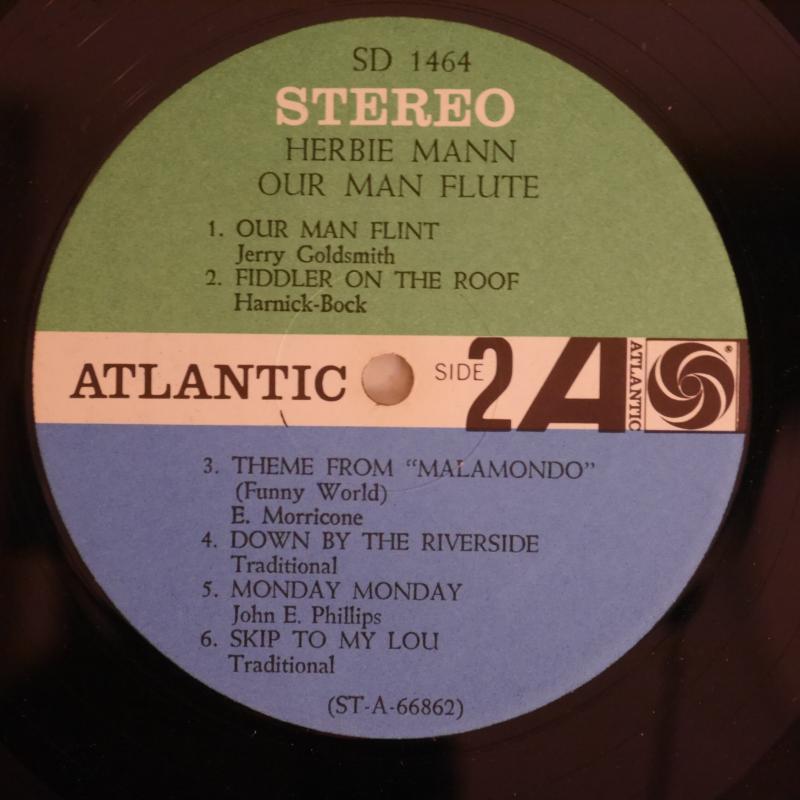 SD 1464
STEREO
HERBIE MANN
OUR MAN FLUTE
1. OUR MAN FLINT
Jerry Goldsmith
2. FIDDLER ON THE ROOF
Harnick-Bock
ATLANTIC SIDE 2 A ATLANTIC ®
3. THEME FROM “MALAMONDO”
(Funny World)
E. Morricone
4. DOWN BY THE RIVERSIDE
Traditional
5. MONDAY MONDAY
John E. Phillips
6. SKIP TO MY LOU
Traditional
(ST-A-66862)